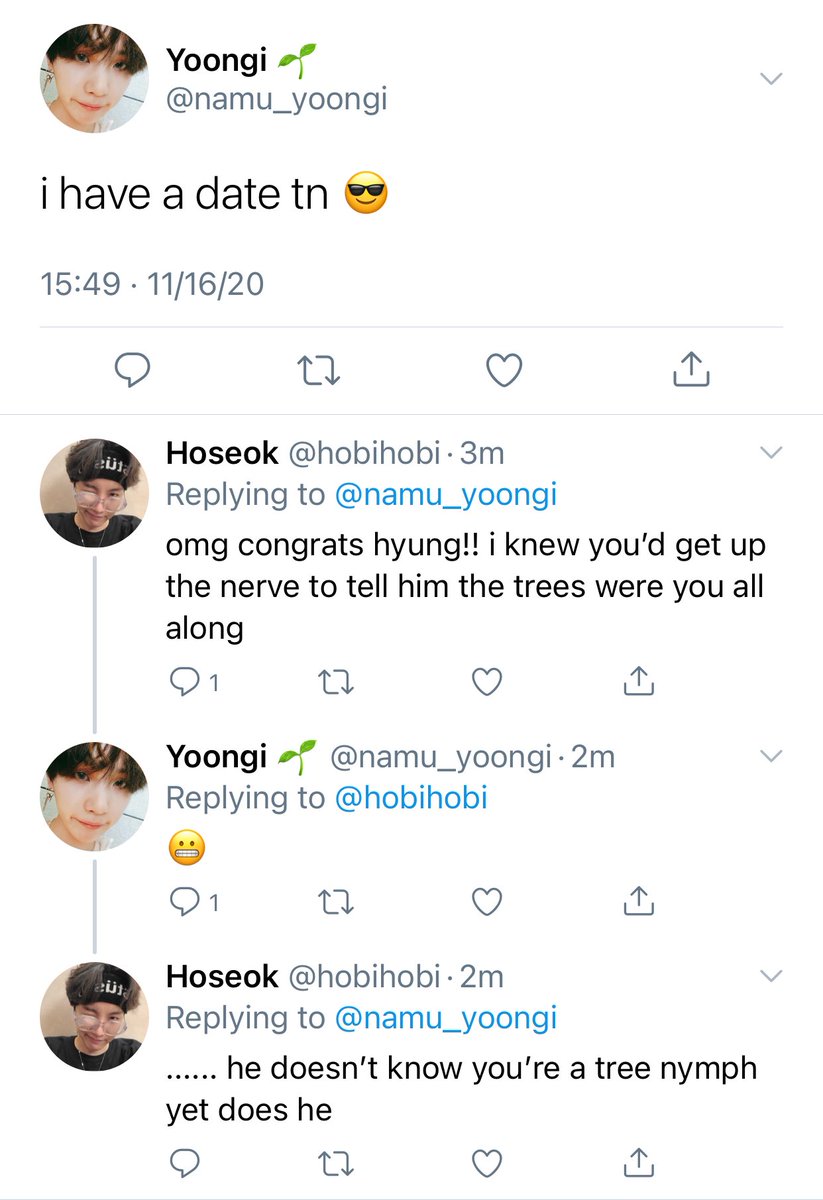 Yoongi 🌱
@namu_yoongi
i have a date tn 😎
15:49 · 11/16/20
Hoseok @hobihobi · 3m
Replying to @namu_yoongi
omg congrats hyung!! i knew you’d get up
the nerve to tell him the trees were you all
along
1
Yoongi 🌱 @namu_yoongi · 2m
Replying to @hobihobi
😬
1
Hoseok @hobihobi · 2m
Replying to @namu_yoongi
...... he doesn’t know you’re a tree nymph
yet does he